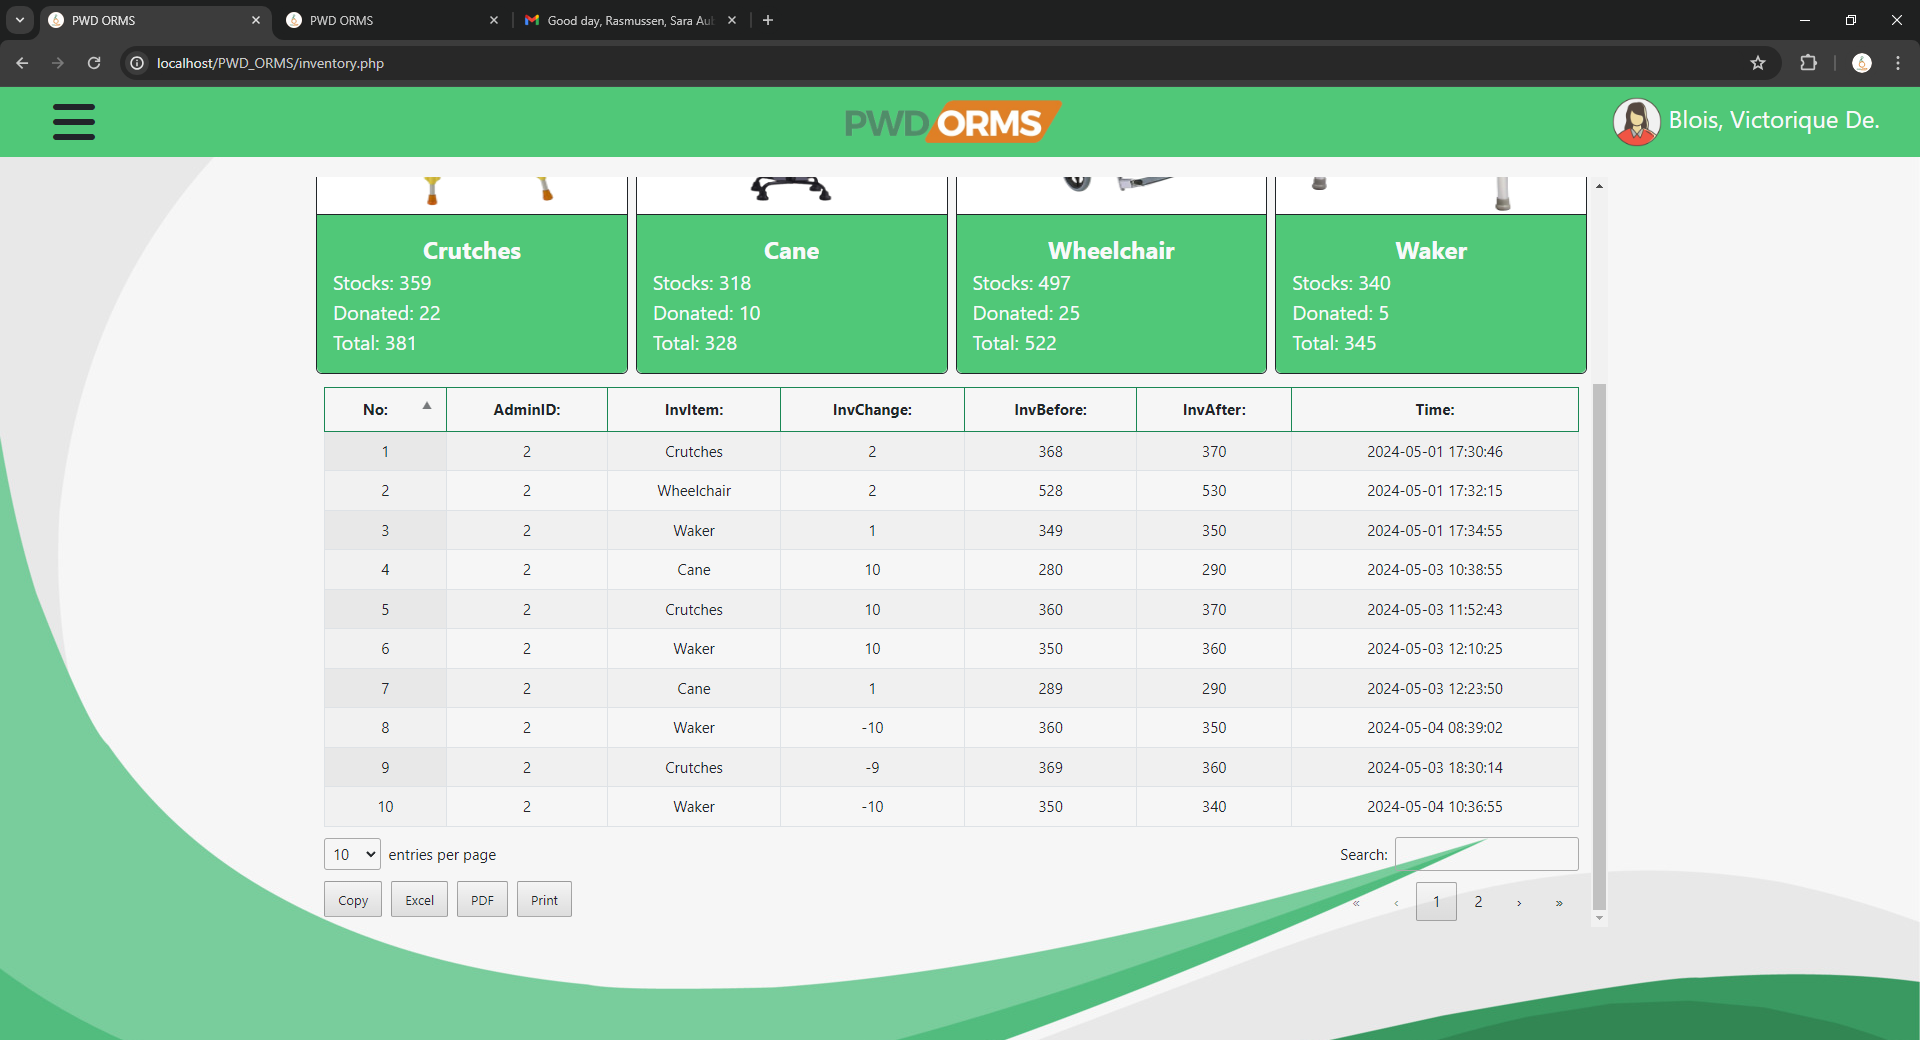 PWD ORMS
PWD ORMS
Good day, Rasmussen, Sara Au
localhost/PWD_ORMS/inventory.php
PWD ORMS
Blois, Victorique De.
Crutches
Stocks: 359
Donated: 22
Total: 381
Cane
Stocks: 318
Donated: 10
Total: 328
Wheelchair
Stocks: 497
Donated: 25
Total: 522
Waker
Stocks: 340
Donated: 5
Total: 345
No: AdminID: InvItem: InvChange: InvBefore: InvAfter: Time:
1 2 Crutches 2 368 370 2024-05-01 17:30:46
2 2 Wheelchair 2 528 530 2024-05-01 17:32:15
3 2 Waker 1 349 350 2024-05-01 17:34:55
4 2 Cane 10 280 290 2024-05-03 10:38:55
5 2 Crutches 10 360 370 2024-05-03 11:52:43
6 2 Waker 10 350 360 2024-05-03 12:10:25
7 2 Cane 1 289 290 2024-05-03 12:23:50
8 2 Waker -10 360 350 2024-05-04 08:39:02
9 2 Crutches -9 369 360 2024-05-03 18:30:14
10 2 Waker -10 350 340 2024-05-04 10:36:55
10 entries per page
Search:
Copy Excel PDF Print
« ‹ 1 2 › »